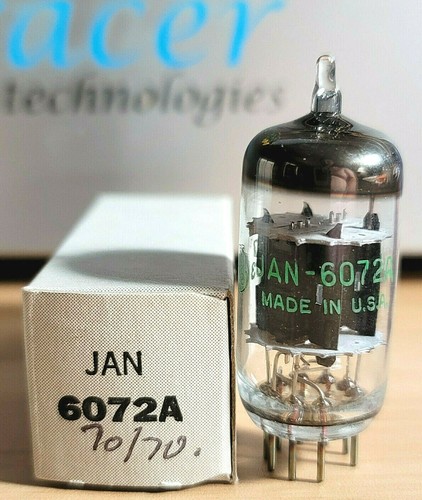 acer
technologies
JAN-6072A
MADE IN U.S.A
JAN
6072A
70/70.